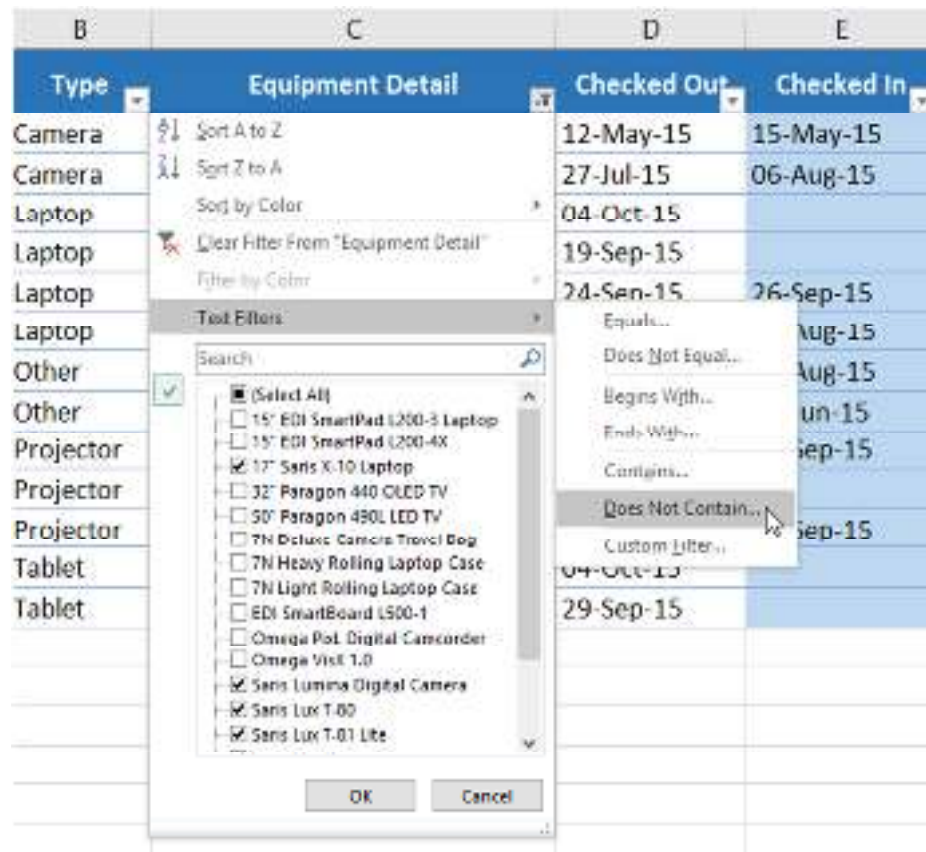 B C D E
Type Equipment Detail Checked Out Checked In
Camera 12-May-15 15-May-15
Camera 27-Jul-15 06-Aug-15
Laptop 04-Oct-15
Laptop 19-Sep-15
Laptop 24-Sep-15 26-Sep-15
Laptop Aug-15
Other Aug-15
Other un-15
Projector Sep-15
Projector
Projector Sep-15
Tablet 04-Oct-15
Tablet 29-Sep-15
Sort A to Z
Sort Z to A
Sort by Color
Clear Filter From "Equipment Detail"
Filter by Color
Text Filters
Search
(Select All)
15" EDI SmartPad L200-3 Laptop
15" EDI SmartPad L200-4X
17" Saris X-10 Laptop
32" Paragon 440 OLED TV
50" Paragon 490L LED TV
7N Deluxe Camera Travel Bag
7N Heavy Rolling Laptop Case
7N Light Rolling Laptop Case
EDI SmartBoard L500-1
Omega PixL Digital Camcorder
Omega VisX 1.0
Saris Lumina Digital Camera
Saris Lux T-80
Saris Lux T-81 Lite
OK Cancel
Equals...
Does Not Equal...
Begins With...
Ends With...
Contains...
Does Not Contain...
Custom Filter...